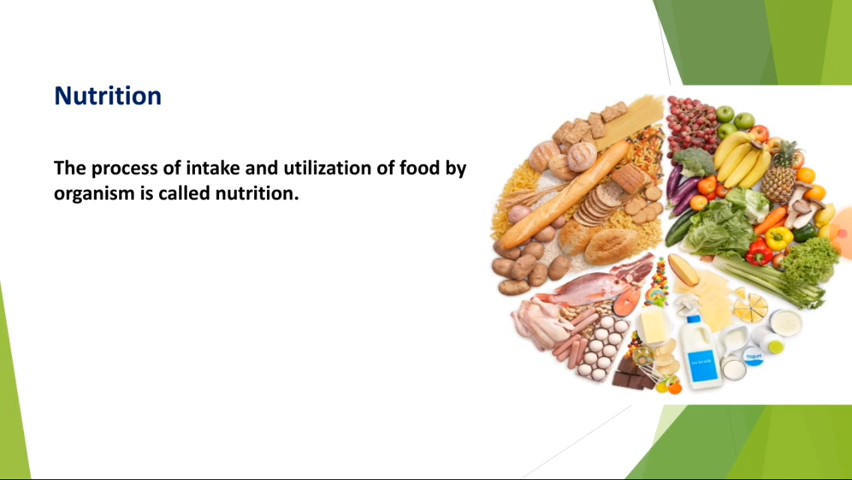 Nutrition
The process of intake and utilization of food by
organism is called nutrition.